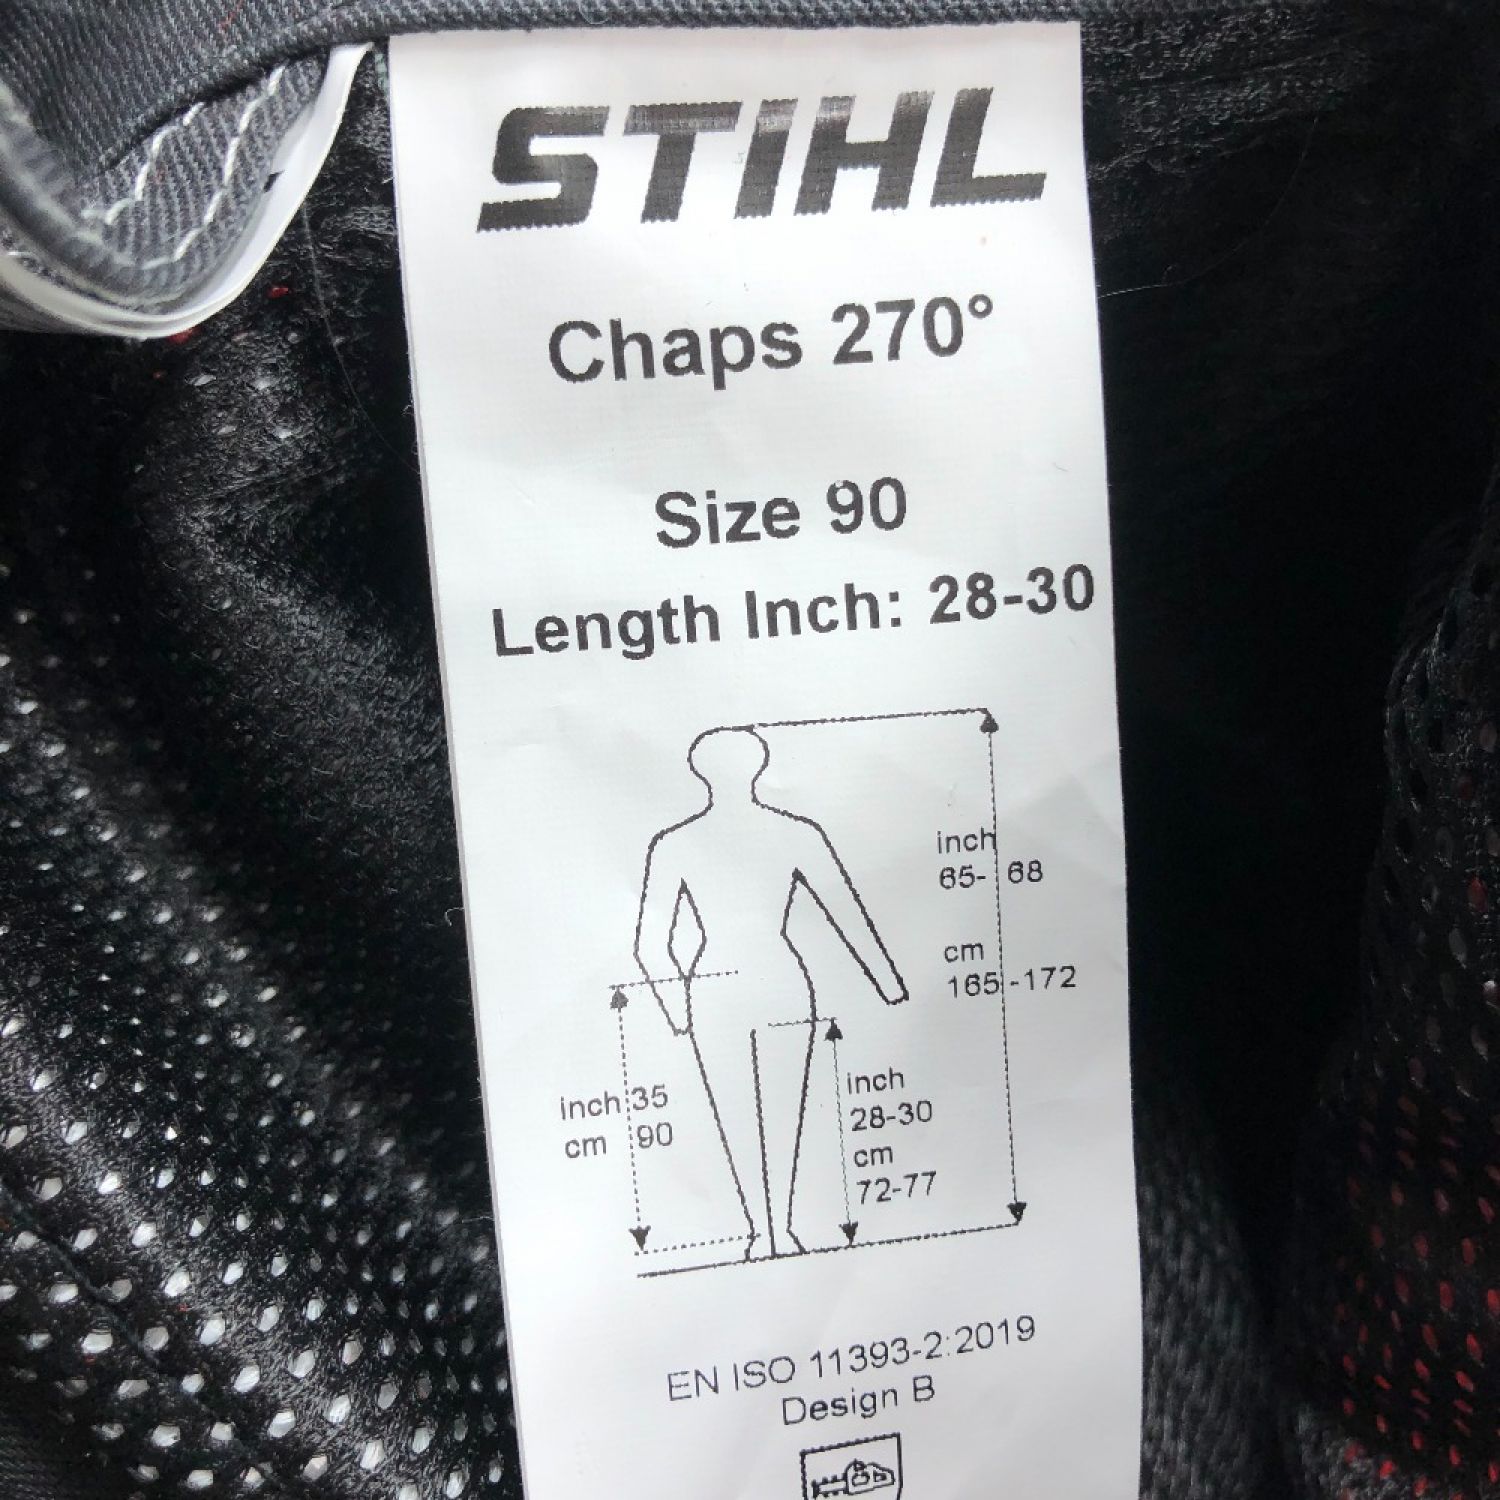 STIHL
Chaps 270°
Size 90
Length Inch: 28-30
inch
65- 68
cm
165 -172
inch 35
cm 90
inch
28-30
cm
72-77
EN ISO 11393-2:2019
Design B